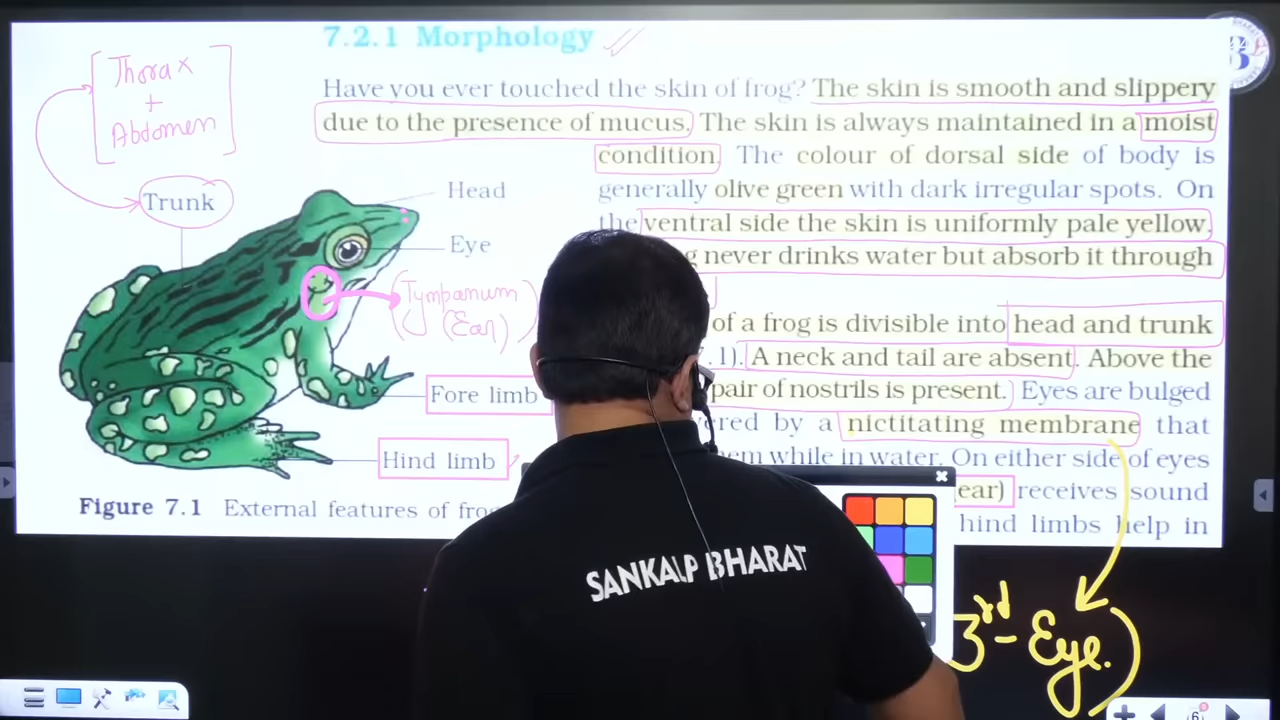 7.2.1 Morphology
Have you ever touched the skin of frog? The skin is smooth and slippery
due to the presence of mucus. The skin is always maintained in a moist
condition. The colour of dorsal side of body is
generally olive green with dark irregular spots. On
the ventral side the skin is uniformly pale yellow.
never drinks water but absorb it through
of a frog is divisible into head and trunk
.1). A neck and tail are absent. Above the
pair of nostrils is present. Eyes are bulged
ered by a nictitating membrane that
em while in water. On either side of eyes
ear) receives sound
hind limbs help in
Thorax
+
Abdomen
Trunk
Head
Eye
(Tympanum
(Ear))
Fore limb
Hind limb
Figure 7.1 External features of frog
3rd - Eye.)
SANKALP BHARAT
6